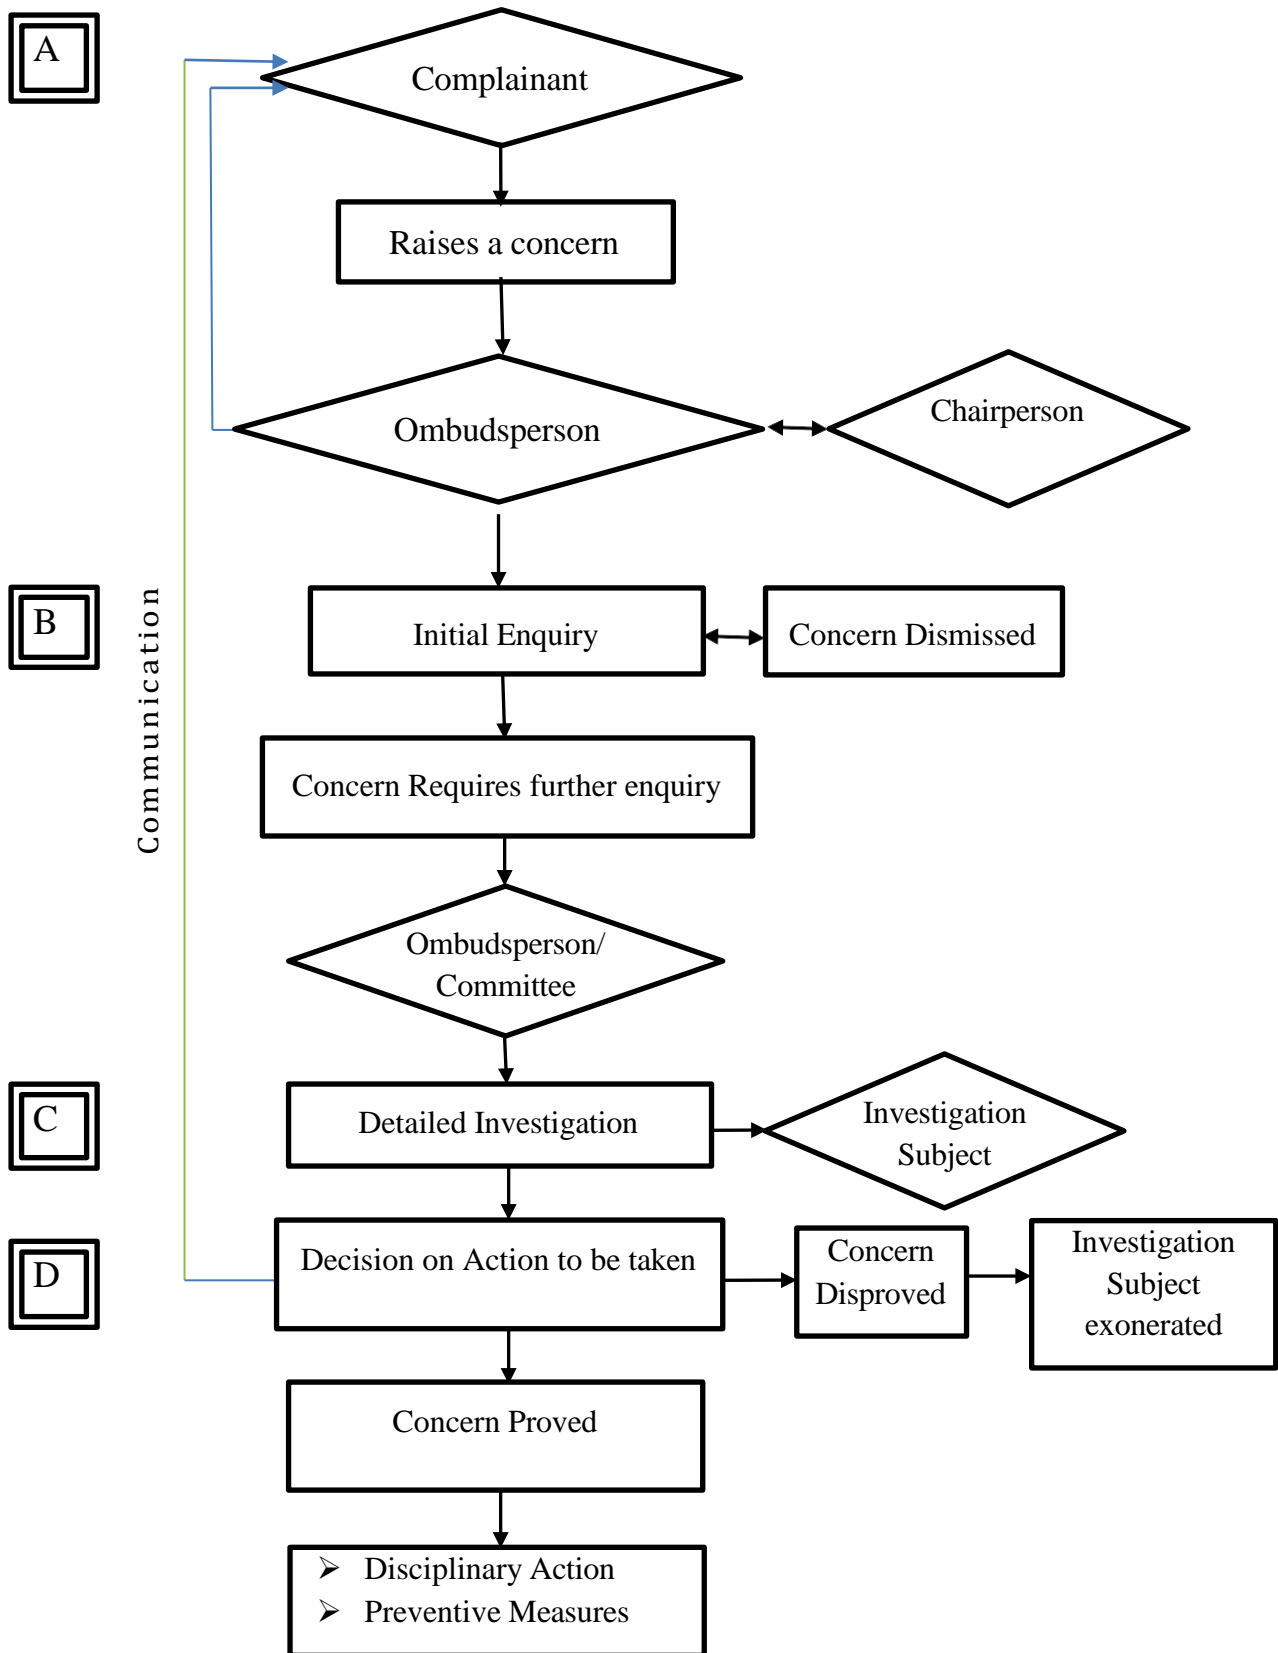 A
Complainant
Raises a concern
Ombudsperson
Chairperson
B
Communication
Initial Enquiry
Concern Dismissed
Concern Requires further enquiry
Ombudsperson/
Committee
C
Detailed Investigation
Investigation
Subject
D
Decision on Action to be taken
Concern
Disproved
Investigation
Subject
exonerated
Concern Proved
➢ Disciplinary Action
➢ Preventive Measures